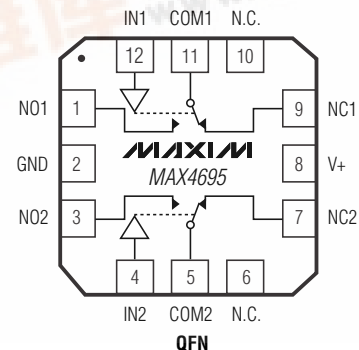 IN1 COM1 N.C.
12 11 10
NO1 1 9 NC1
GND 2 MAXIM 8 V+
MAX4695
NO2 3 7 NC2
4 5 6
IN2 COM2 N.C.
QFN